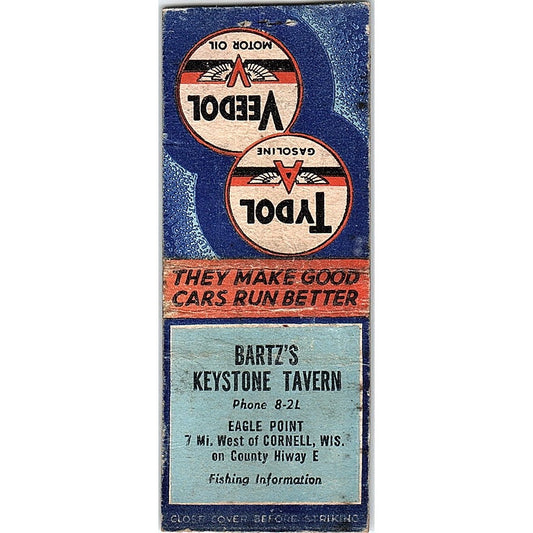 VEEDOL
MOTOR OIL
TYDOL
A
GASOLINE
THEY MAKE GOOD
CARS RUN BETTER
BARTZ'S
KEYSTONE TAVERN
Phone 8-2L
EAGLE POINT
7 Mi. West of CORNELL, WIS.
on County Hiway E
Fishing Information
CLOSE COVER BEFORE STRIKING